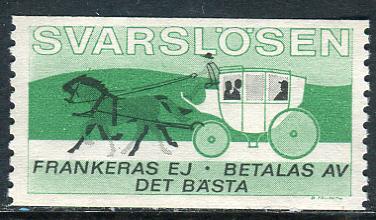 SVARSLÖSEN
FRANKERAS EJ · BETALAS AV
DET BÄSTA